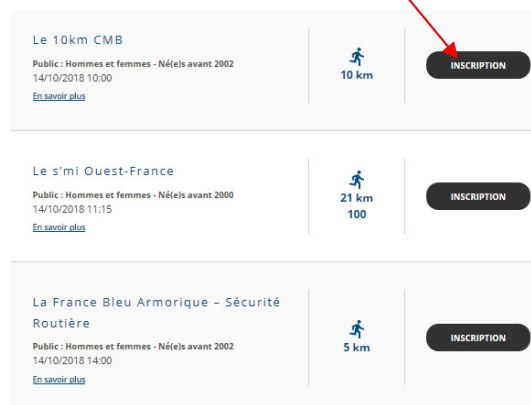 Le 10km CMB
Public : Hommes et femmes - Né(e)s avant 2002
14/10/2018 10:00
En savoir plus
10 km
INSCRIPTION
Le s'mi Ouest-France
Public : Hommes et femmes - Né(e)s avant 2000
14/10/2018 11:15
En savoir plus
21 km
100
INSCRIPTION
La France Bleu Armorique – Sécurité
Routière
Public : Hommes et femmes - Né(e)s avant 2002
14/10/2018 14:00
En savoir plus
5 km
INSCRIPTION